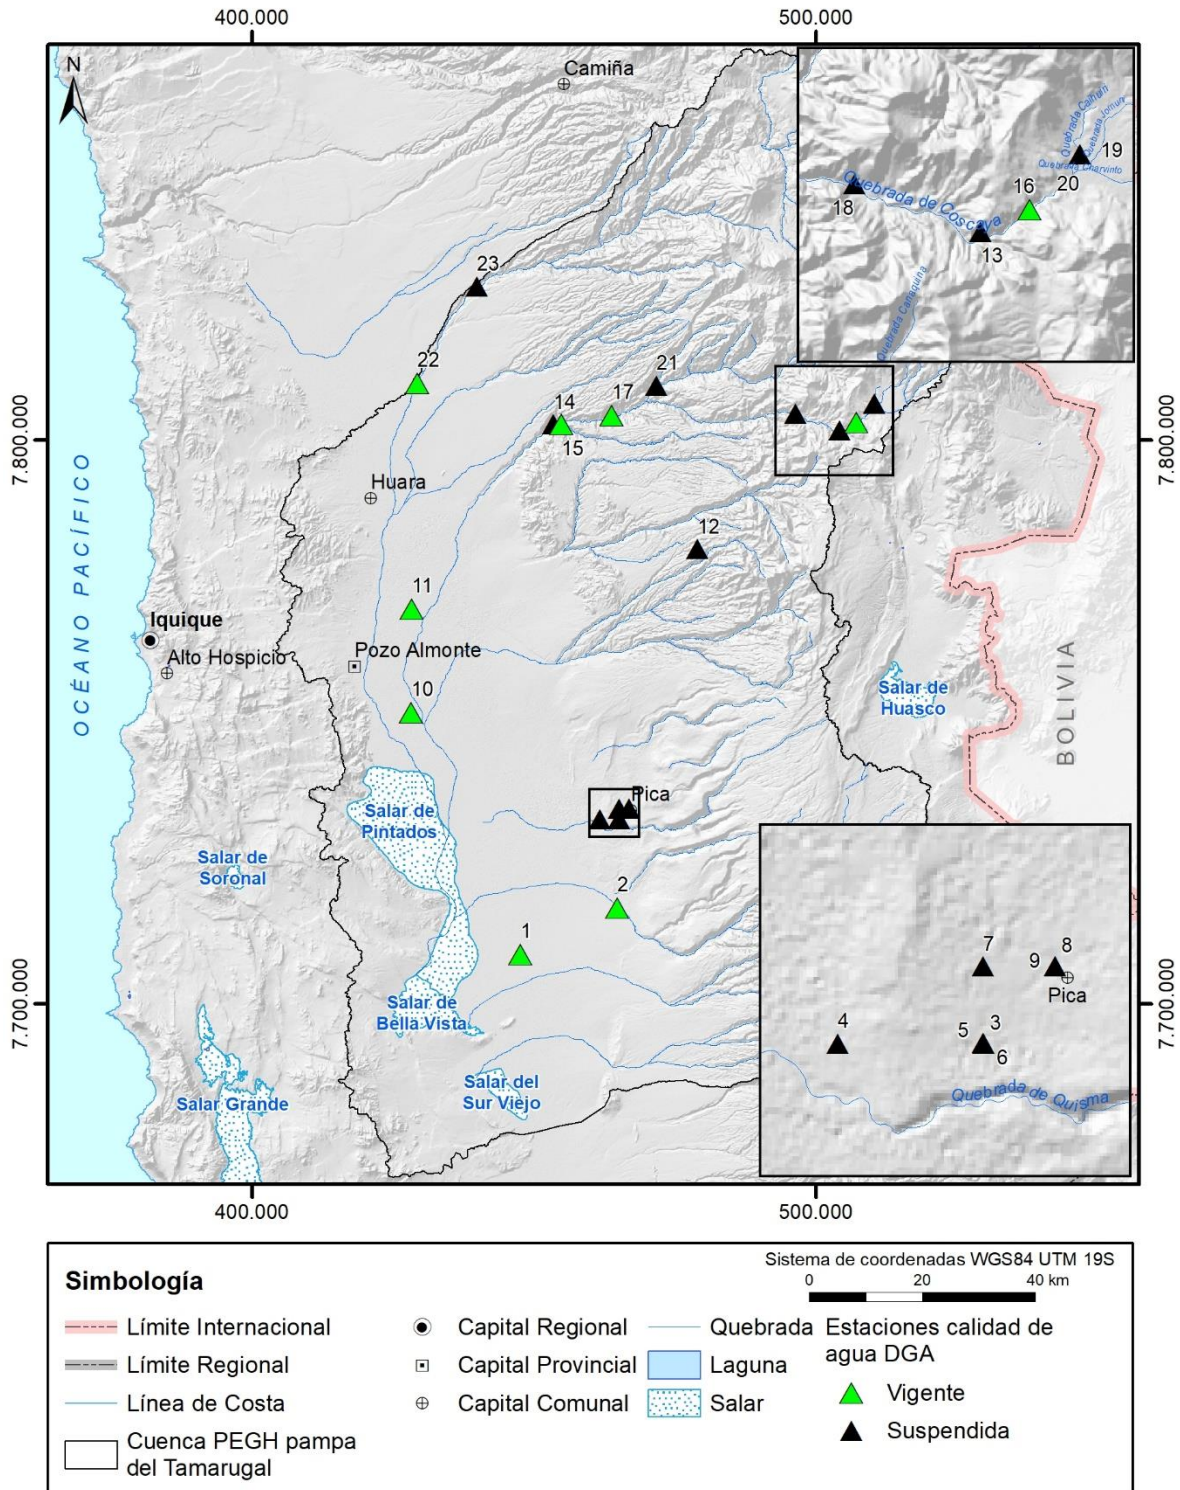 400.000
500.000
N
Camiña
Quebrada Caihuri
Quebrada Jomuri
19
Quebrada Charvinto
Quebrada de Coscaya
16
20
18
13
Quebrada Canaquina
23
22
21
17
14
15
7.800.000
7.800.000
Huara
12
OCÉANO PACÍFICO
11
Iquique
Alto Hospicio
Pozo Almonte
10
Salar de
Huasco
BOLIVIA
Pica
Salar de
Pintados
Salar de
Soronal
2
1
7
8
9
Pica
4
5
3
6
Quebrada de Quisma
7.700.000
7.700.000
Salar de
Bella Vista
Salar del
Sur Viejo
Salar Grande
400.000
500.000
Sistema de coordenadas WGS84 UTM 19S
0 20 40 km
Simbología
Límite Internacional
Límite Regional
Línea de Costa
Cuenca PEGH pampa
del Tamarugal
Capital Regional
Capital Provincial
Capital Comunal
Quebrada
Laguna
Salar
Estaciones calidad de
agua DGA
Vigente
Suspendida